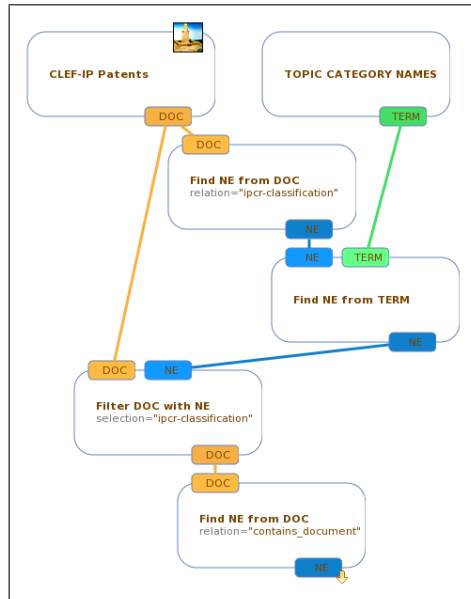 CLEF-IP Patents
TOPIC CATEGORY NAMES
DOC
TERM
DOC
Find NE from DOC
relation="ipcr-classification"
NE
NE
TERM
Find NE from TERM
NE
DOC
NE
Filter DOC with NE
selection="ipcr-classification"
DOC
DOC
Find NE from DOC
relation="contains_document"
NE